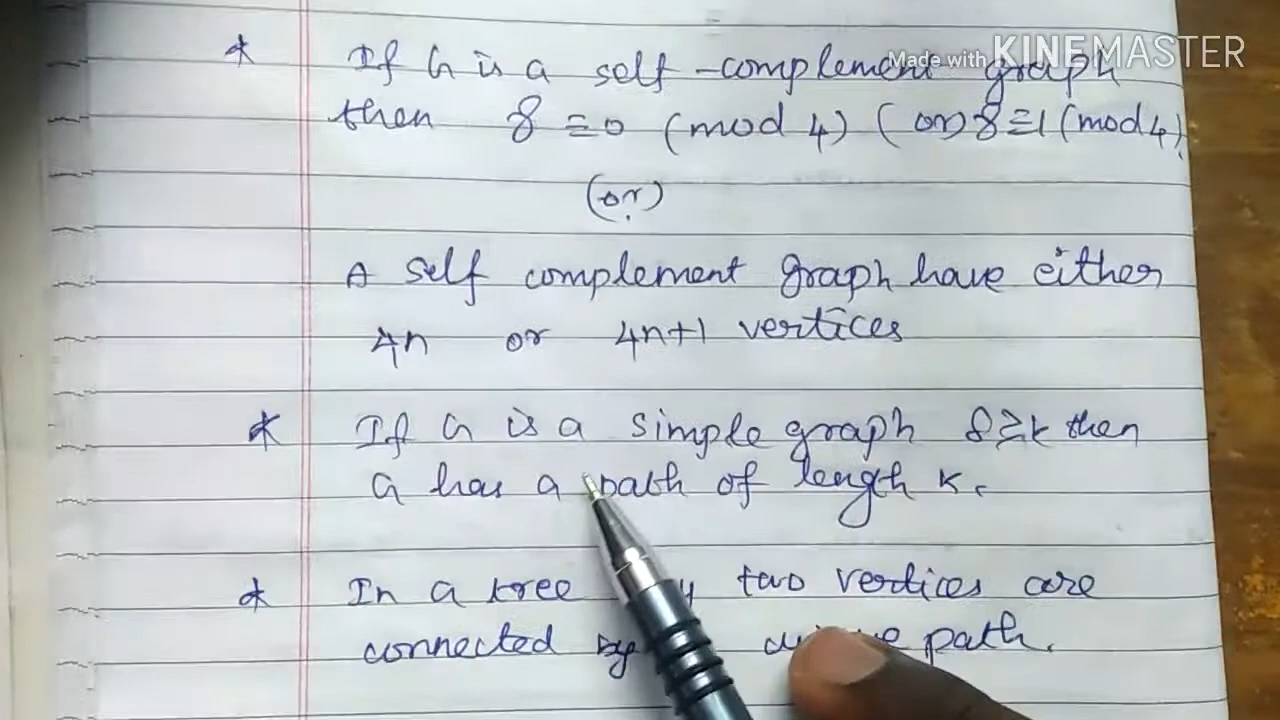 Made with KINEMASTER
* If G is a self-complement graph
then 8 ≡ 0 (mod 4) (or) 8 ≡ 1 (mod 4).
(or)
A self complement graph have either
4n or 4n+1 vertices
* If G is a simple graph δ ≥ k then
G has a path of length k.
* In a tree two vertices are
connected by path.